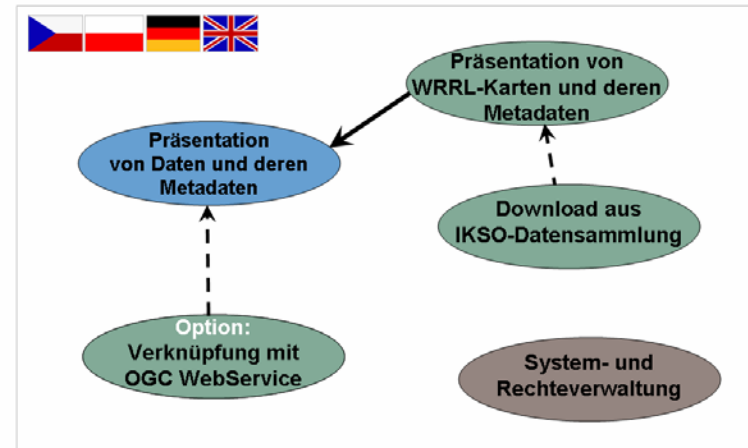 Präsentation von
WRRL-Karten und deren
Metadaten
Präsentation
von Daten und deren
Metadaten
Download aus
IKSO-Datensammlung
Option:
Verknüpfung mit
OGC WebService
System- und
Rechteverwaltung